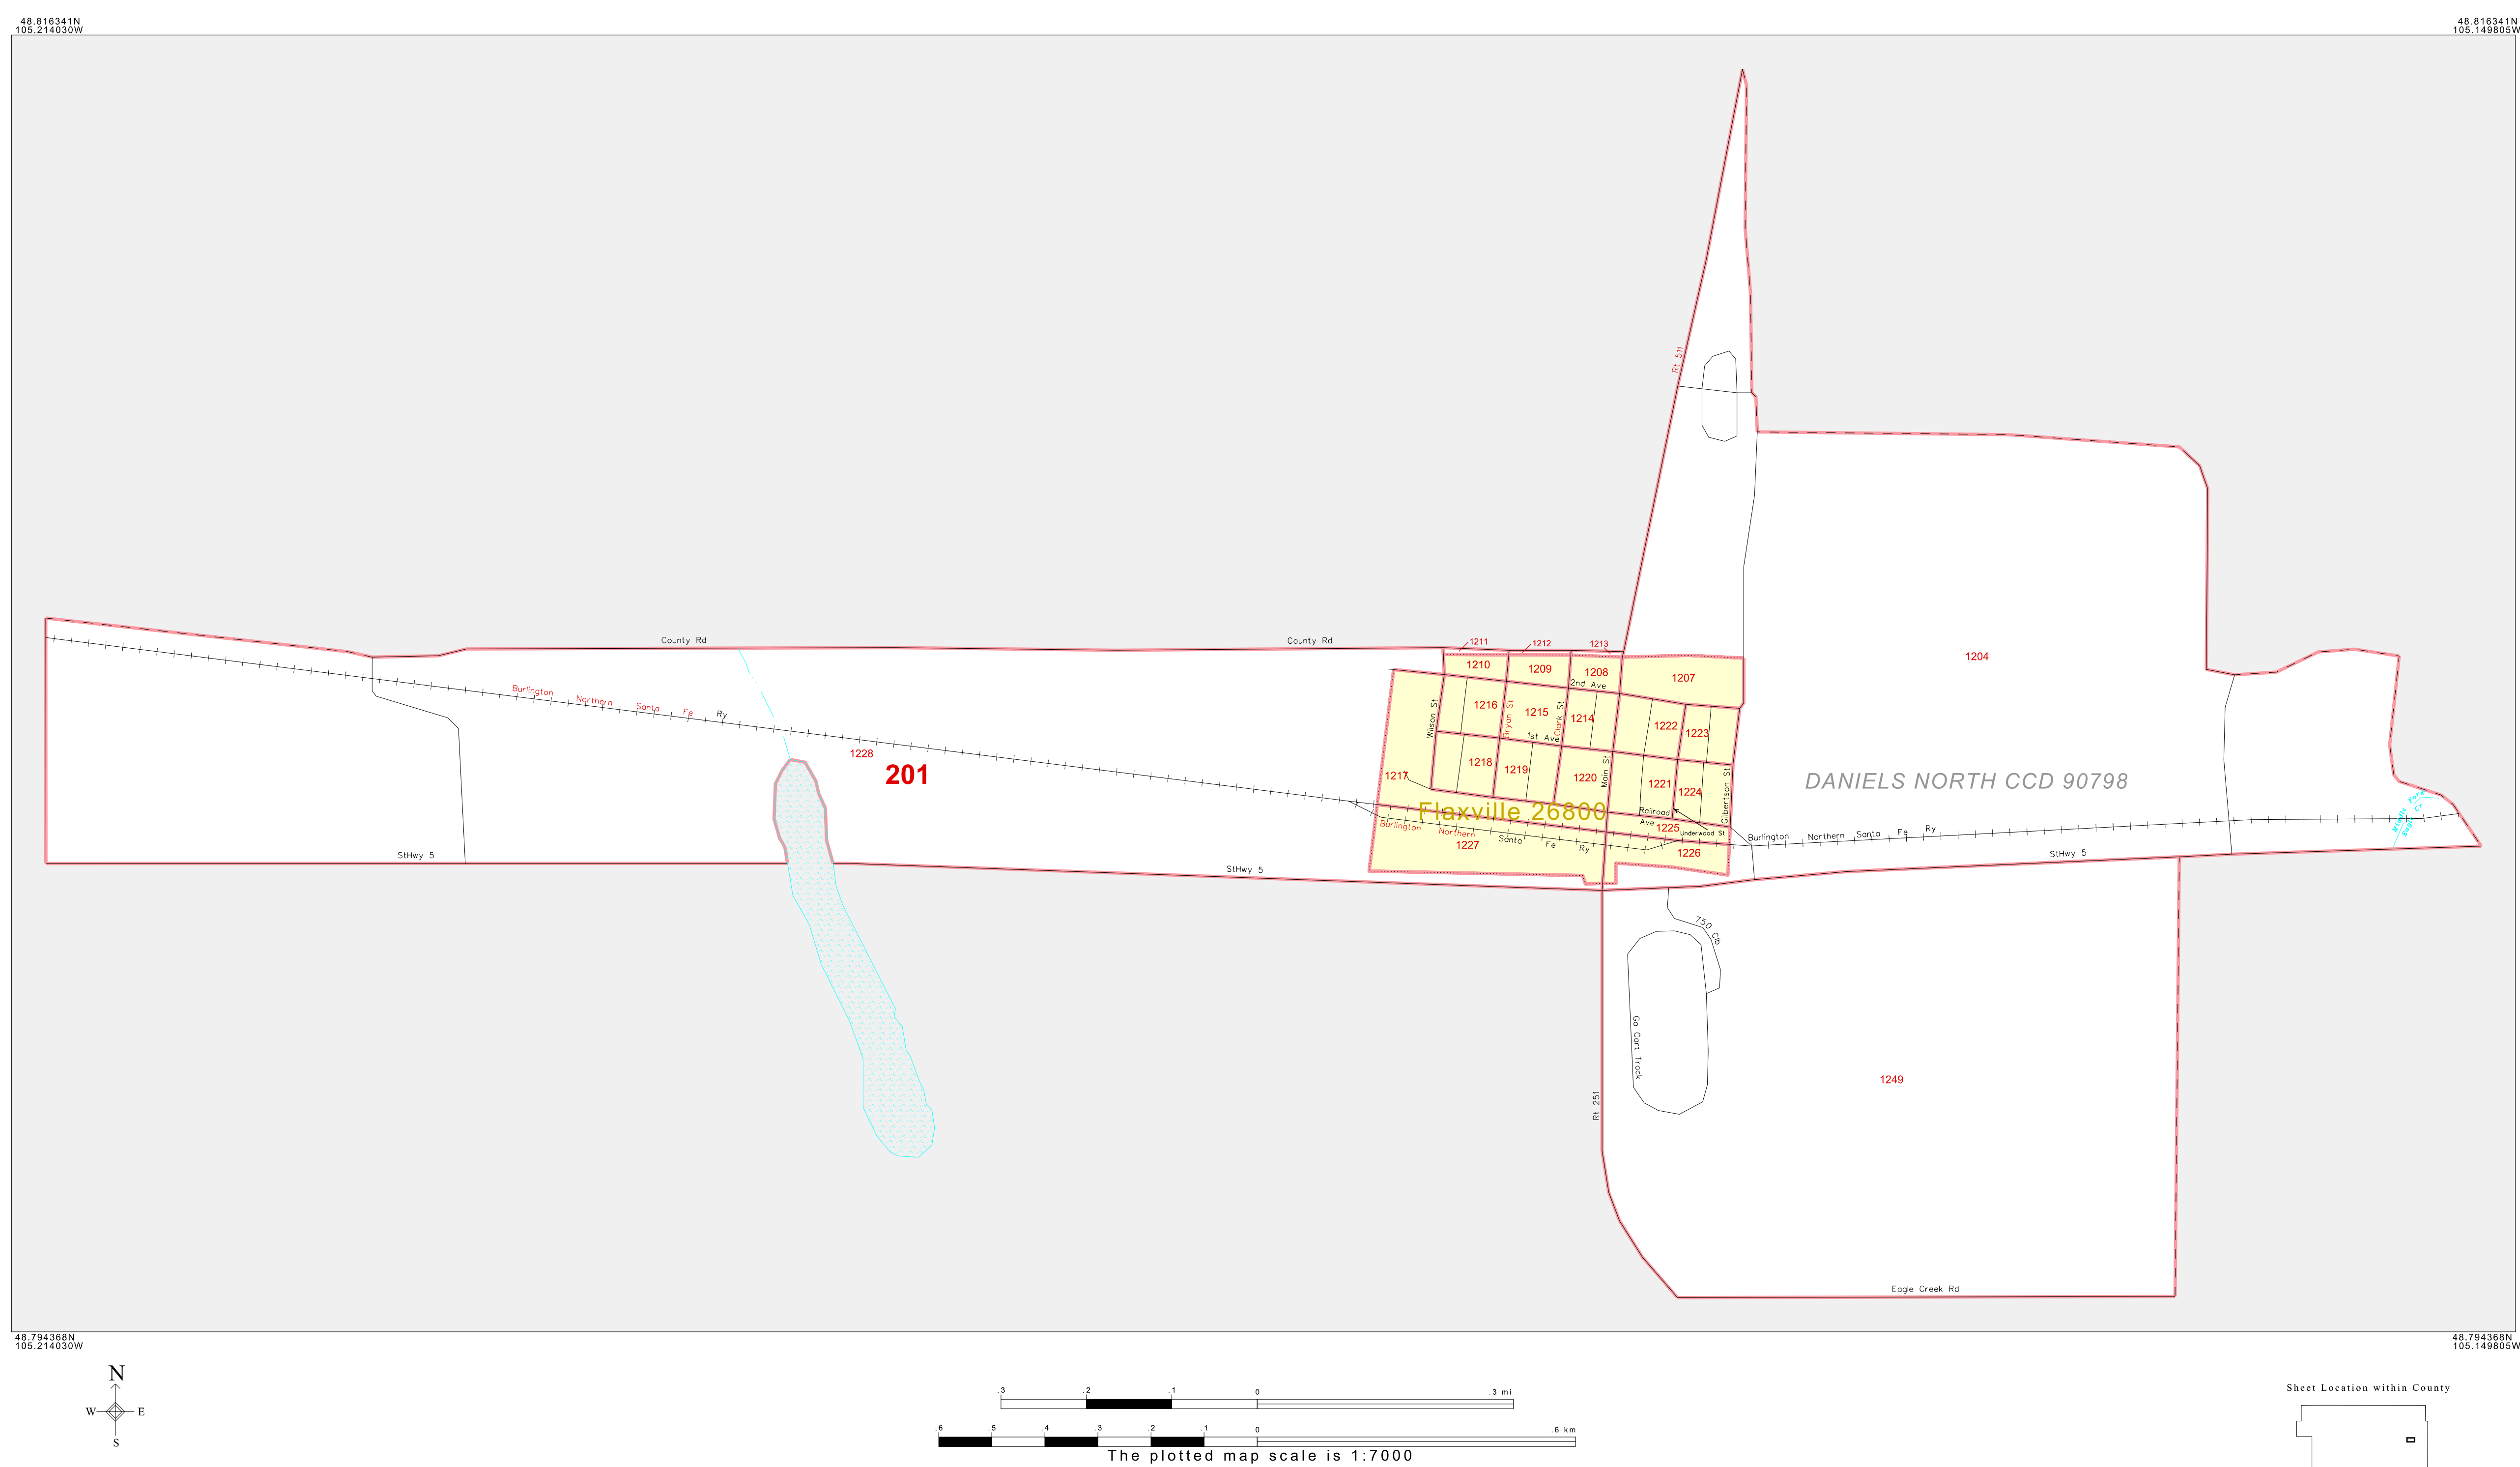 48.816341N
105.214030W
48.816341N
105.149805W
Rt 511
County Rd
County Rd
1211
1212
1213
1204
1210
1209
1208
1207
2nd Ave
Burlington Northern Santa Fe Ry
Wilson St
1216
Bryan St
1215
Clark St
1214
1222
1223
1st Ave
1228
201
1217
1218
1219
1220
Main St
1221
1224
Gilbertson St
DANIELS NORTH CCD 90798
Flaxville 26800
Railroad Ave
1225
Underwood St
Burlington Northern Santa Fe Ry
Burlington Northern Santa Fe Ry
Middle Fork Eagle Cr
1227
1226
StHwy 5
StHwy 5
StHwy 5
750 Clb
Go Cart Track
Rt 251
1249
Eagle Creek Rd
48.794368N
105.214030W
48.794368N
105.149805W
N
W E
S
.3 .2 .1 0 .3 mi
.6 .5 .4 .3 .2 .1 0 .6 km
The plotted map scale is 1:7000
Sheet Location within County